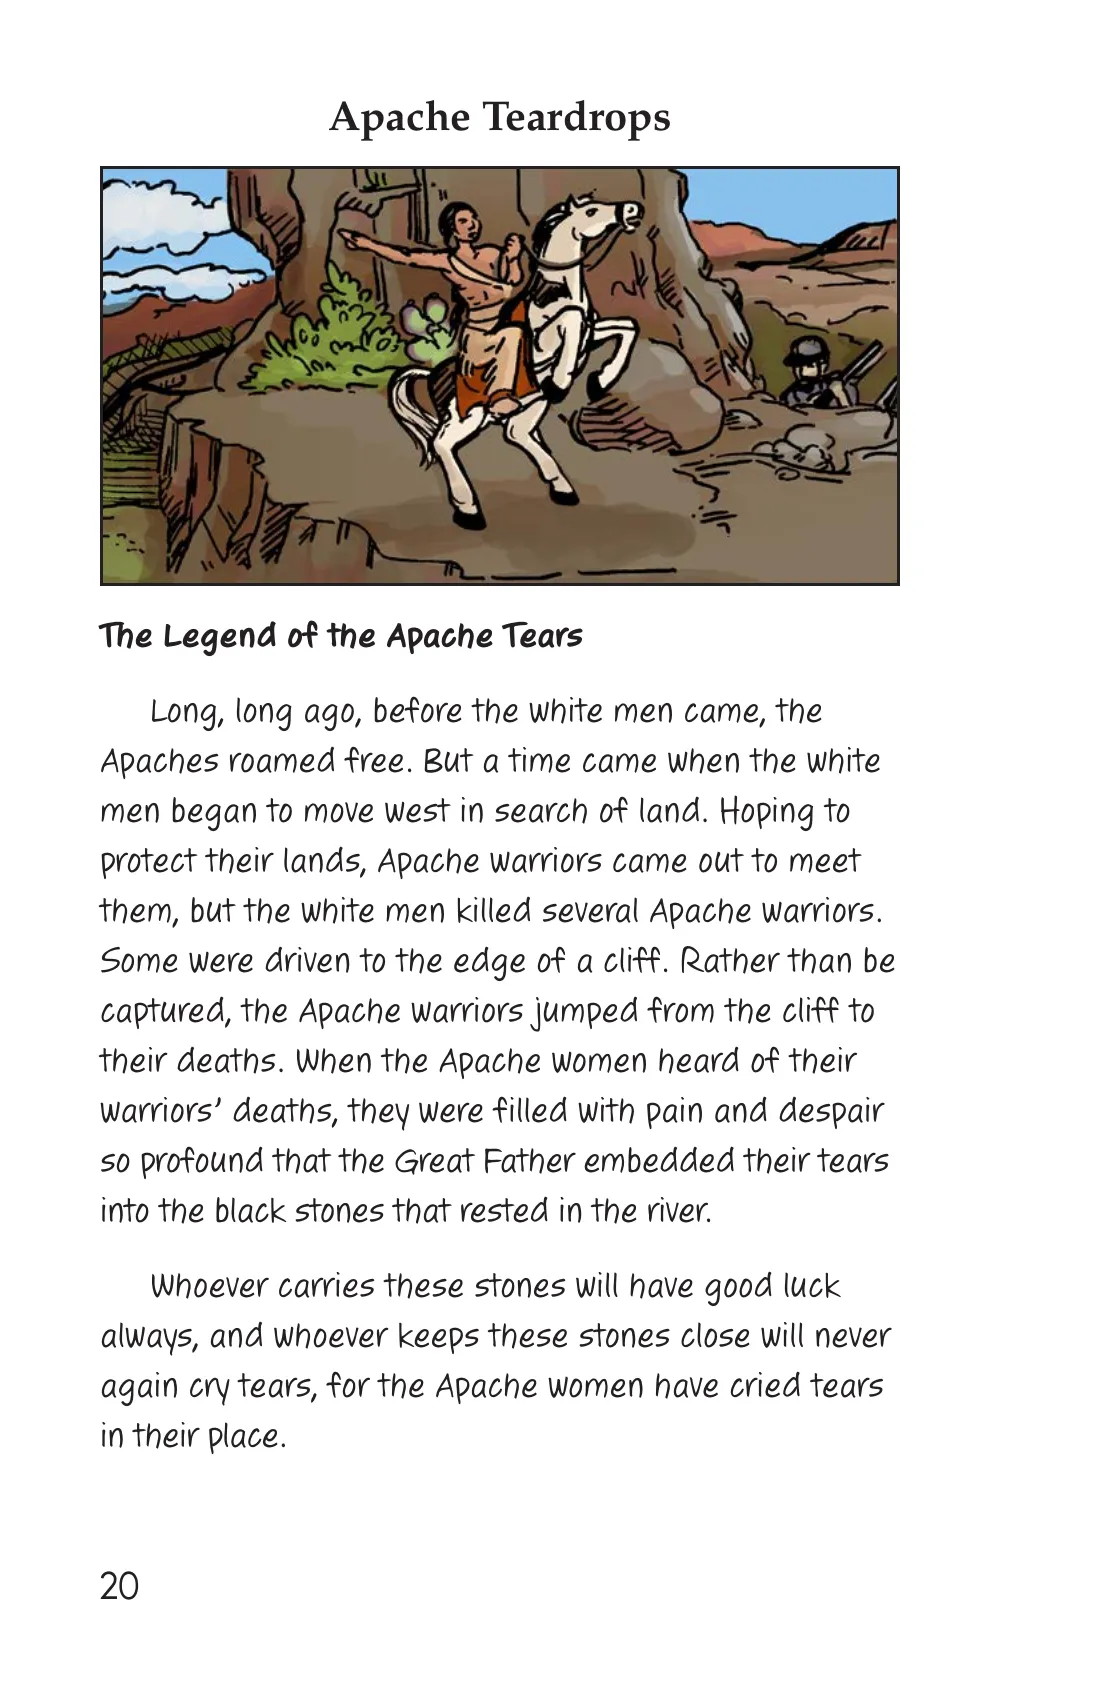 Apache Teardrops
The Legend of the Apache Tears
Long, long ago, before the white men came, the
Apaches roamed free. But a time came when the white
men began to move west in search of land. Hoping to
protect their lands, Apache warriors came out to meet
them, but the white men killed several Apache warriors.
Some were driven to the edge of a cliff. Rather than be
captured, the Apache warriors jumped from the cliff to
their deaths. When the Apache women heard of their
warriors’ deaths, they were filled with pain and despair
so profound that the Great Father embedded their tears
into the black stones that rested in the river.
Whoever carries these stones will have good luck
always, and whoever keeps these stones close will never
again cry tears, for the Apache women have cried tears
in their place.
20